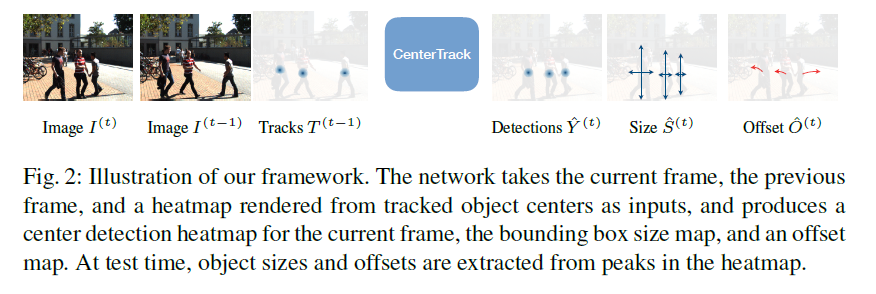 CenterTrack
Image I^(t) Image I^(t−1) Tracks T^(t−1) Detections Ŷ^(t) Size Ŝ^(t) Offset Ô^(t)
Fig. 2: Illustration of our framework. The network takes the current frame, the previous
frame, and a heatmap rendered from tracked object centers as inputs, and produces a
center detection heatmap for the current frame, the bounding box size map, and an offset
map. At test time, object sizes and offsets are extracted from peaks in the heatmap.